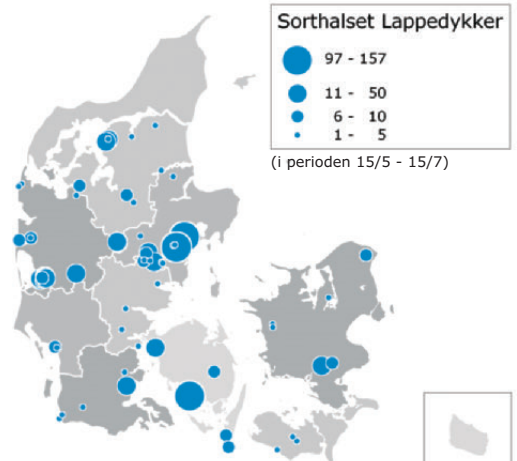 Sorthalset Lappedykker
97 - 157
11 - 50
6 - 10
1 - 5
(i perioden 15/5 - 15/7)